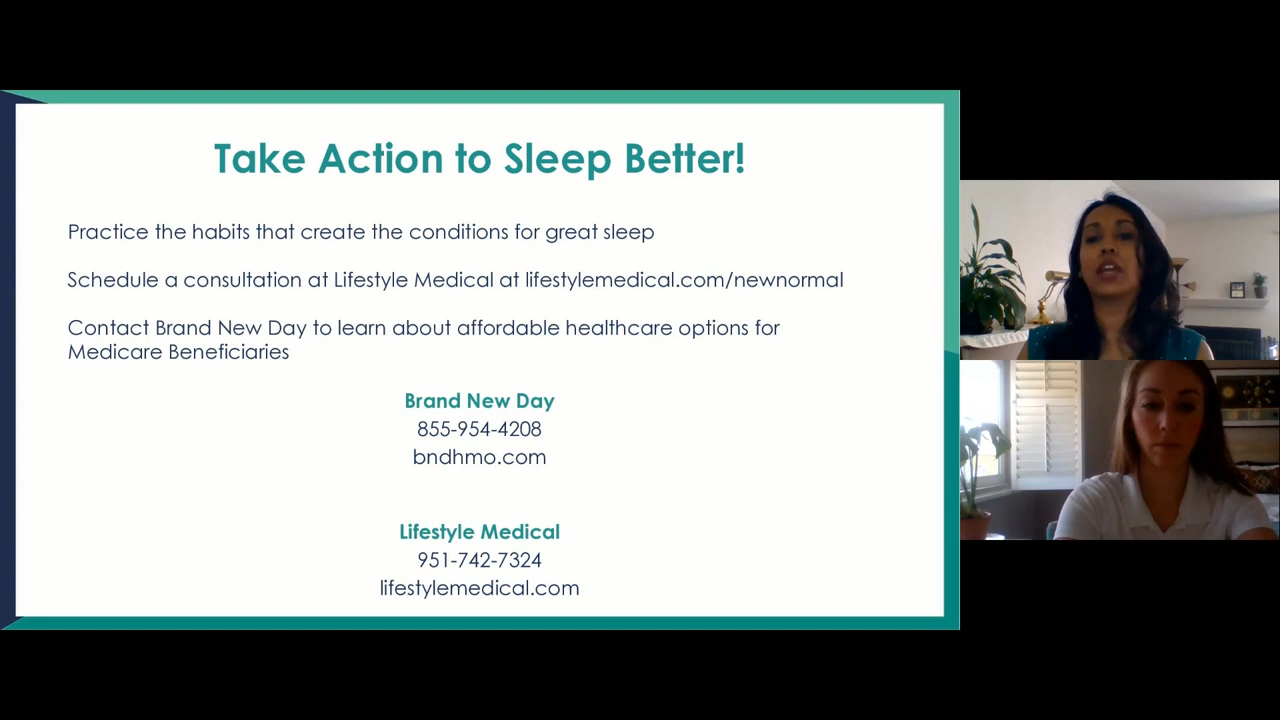 Take Action to Sleep Better!
Practice the habits that create the conditions for great sleep
Schedule a consultation at Lifestyle Medical at lifestylemedical.com/newnormal
Contact Brand New Day to learn about affordable healthcare options for
Medicare Beneficiaries
Brand New Day
855-954-4208
bndhmo.com
Lifestyle Medical
951-742-7324
lifestylemedical.com